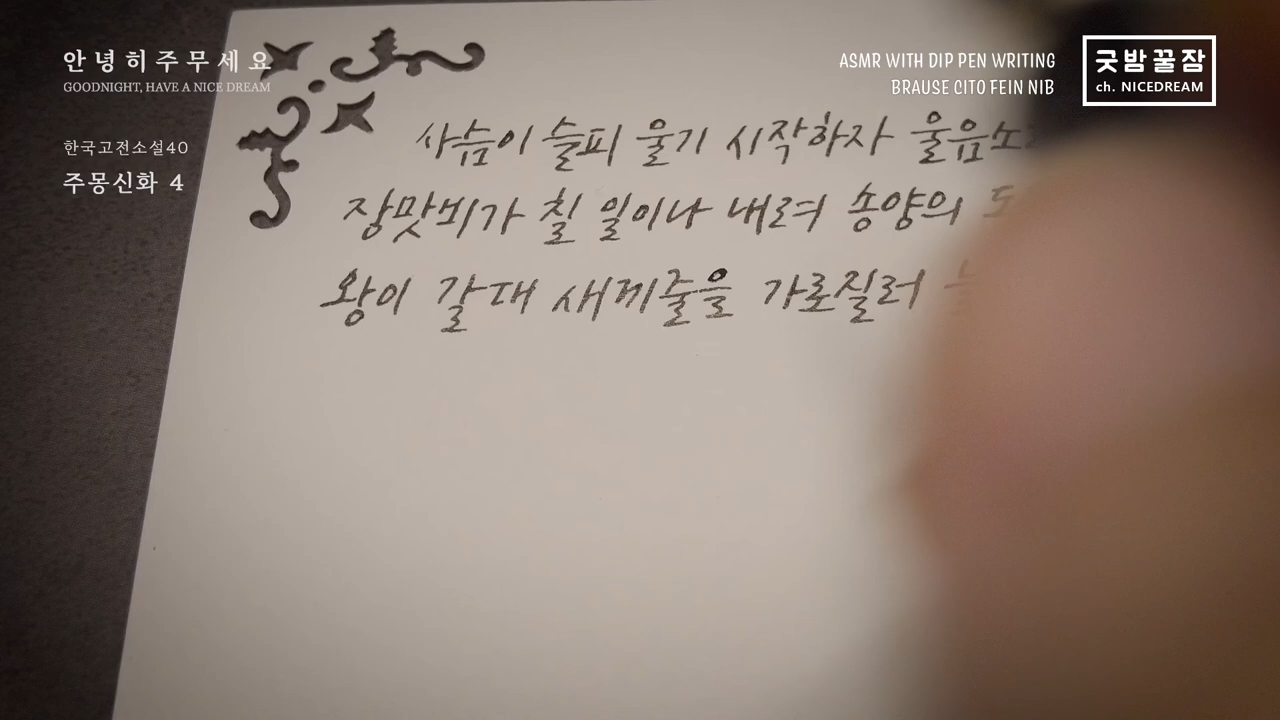 안녕히주무세요
GOODNIGHT, HAVE A NICE DREAM
한국고전소설40
주몽신화 4
ASMR WITH DIP PEN WRITING
BRAUSE CITO FEIN NIB
굿밤꿀잠
ch. NICEDREAM
사슴이 슬피 울기 시작하자
장맛비가 칠 일이나 내려 송양의
왕이 갈대 새끼줄을 가로질러